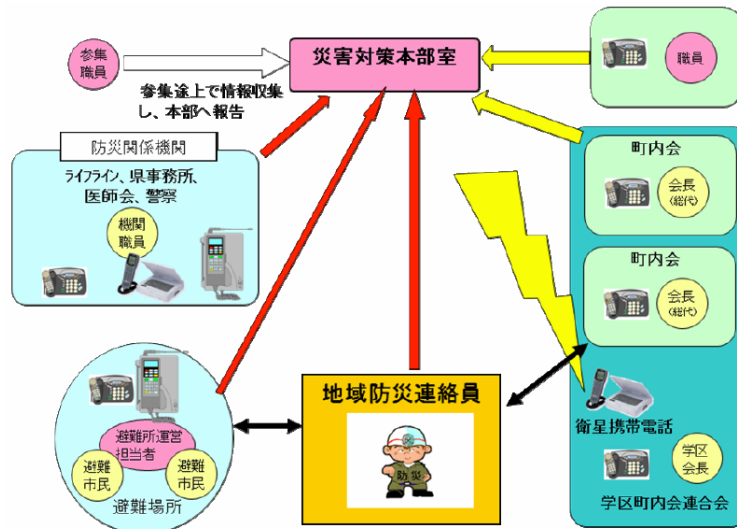 参集
職員
災害対策本部室
職員
参集途上で情報収集
し、本部へ報告
防災関係機関
ライフライン、県事務所、
医師会、警察
機関
職員
町内会
会長
(総代)
町内会
会長
(総代)
地域防災連絡員
防災
衛星携帯電話
避難所運営
担当者
避難
市民
避難
市民
避難場所
学区
会長
学区町内会連合会